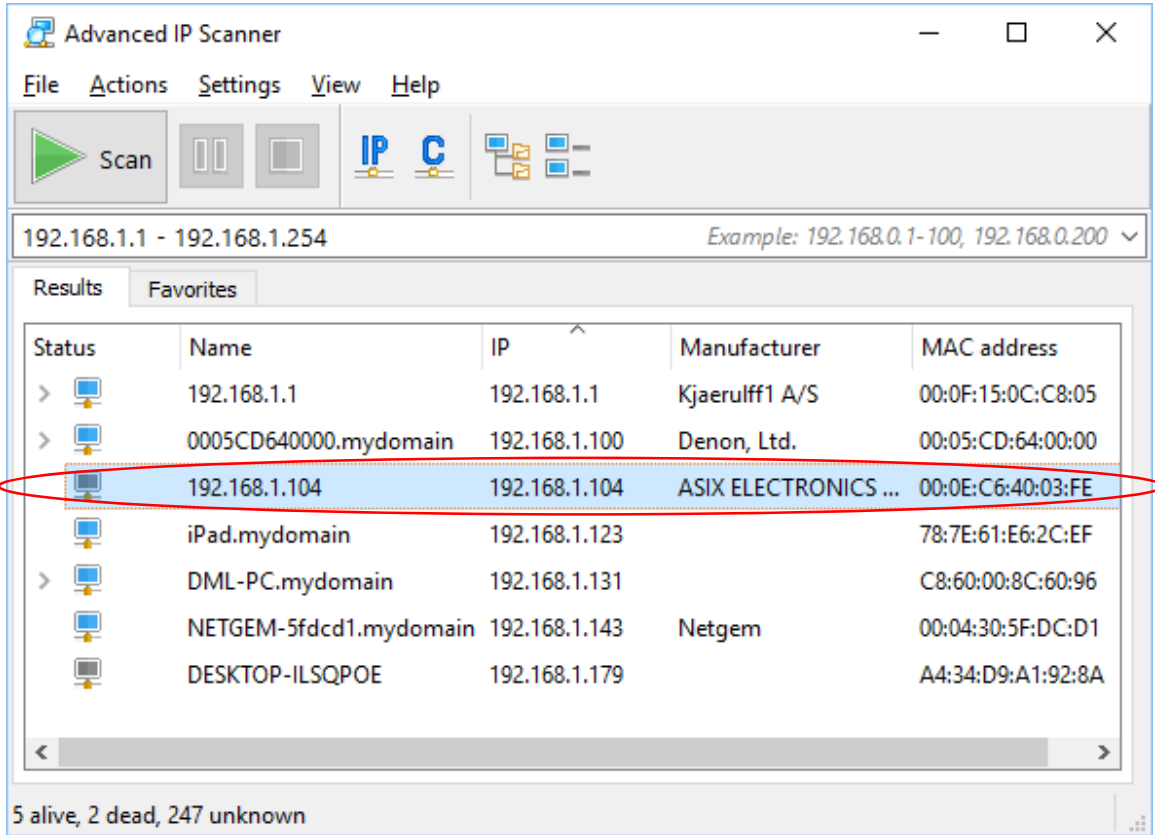 Advanced IP Scanner
File Actions Settings View Help
Scan IP C
192.168.1.1 - 192.168.1.254 Example: 192.168.0.1-100, 192.168.0.200
Results Favorites
Status Name IP Manufacturer MAC address
192.168.1.1 192.168.1.1 Kjaerulff1 A/S 00:0F:15:0C:C8:05
0005CD640000.mydomain 192.168.1.100 Denon, Ltd. 00:05:CD:64:00:00
192.168.1.104 192.168.1.104 ASIX ELECTRONICS ... 00:0E:C6:40:03:FE
iPad.mydomain 192.168.1.123 78:7E:61:E6:2C:EF
DML-PC.mydomain 192.168.1.131 C8:60:00:8C:60:96
NETGEM-5fdcd1.mydomain 192.168.1.143 Netgem 00:04:30:5F:DC:D1
DESKTOP-ILSQPOE 192.168.1.179 A4:34:D9:A1:92:8A
5 alive, 2 dead, 247 unknown